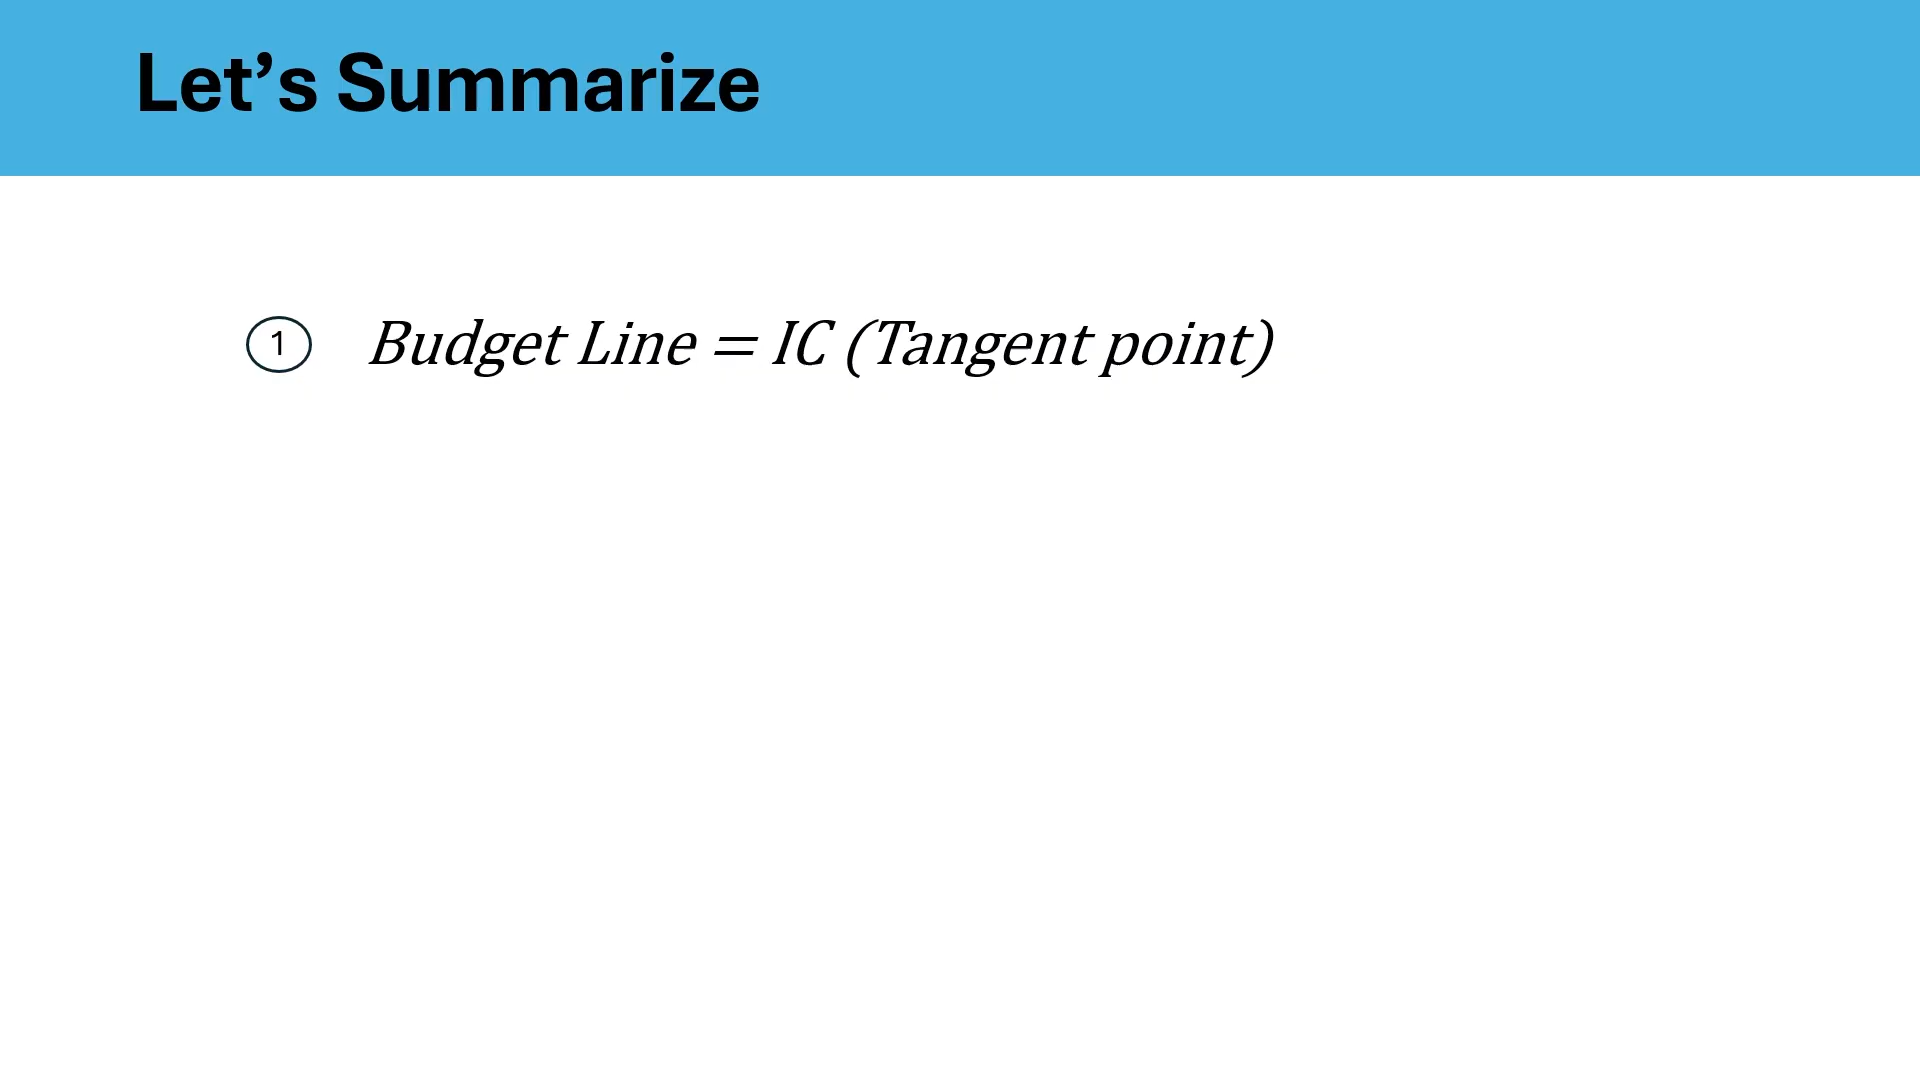 Let’s Summarize
1 Budget Line = IC (Tangent point)